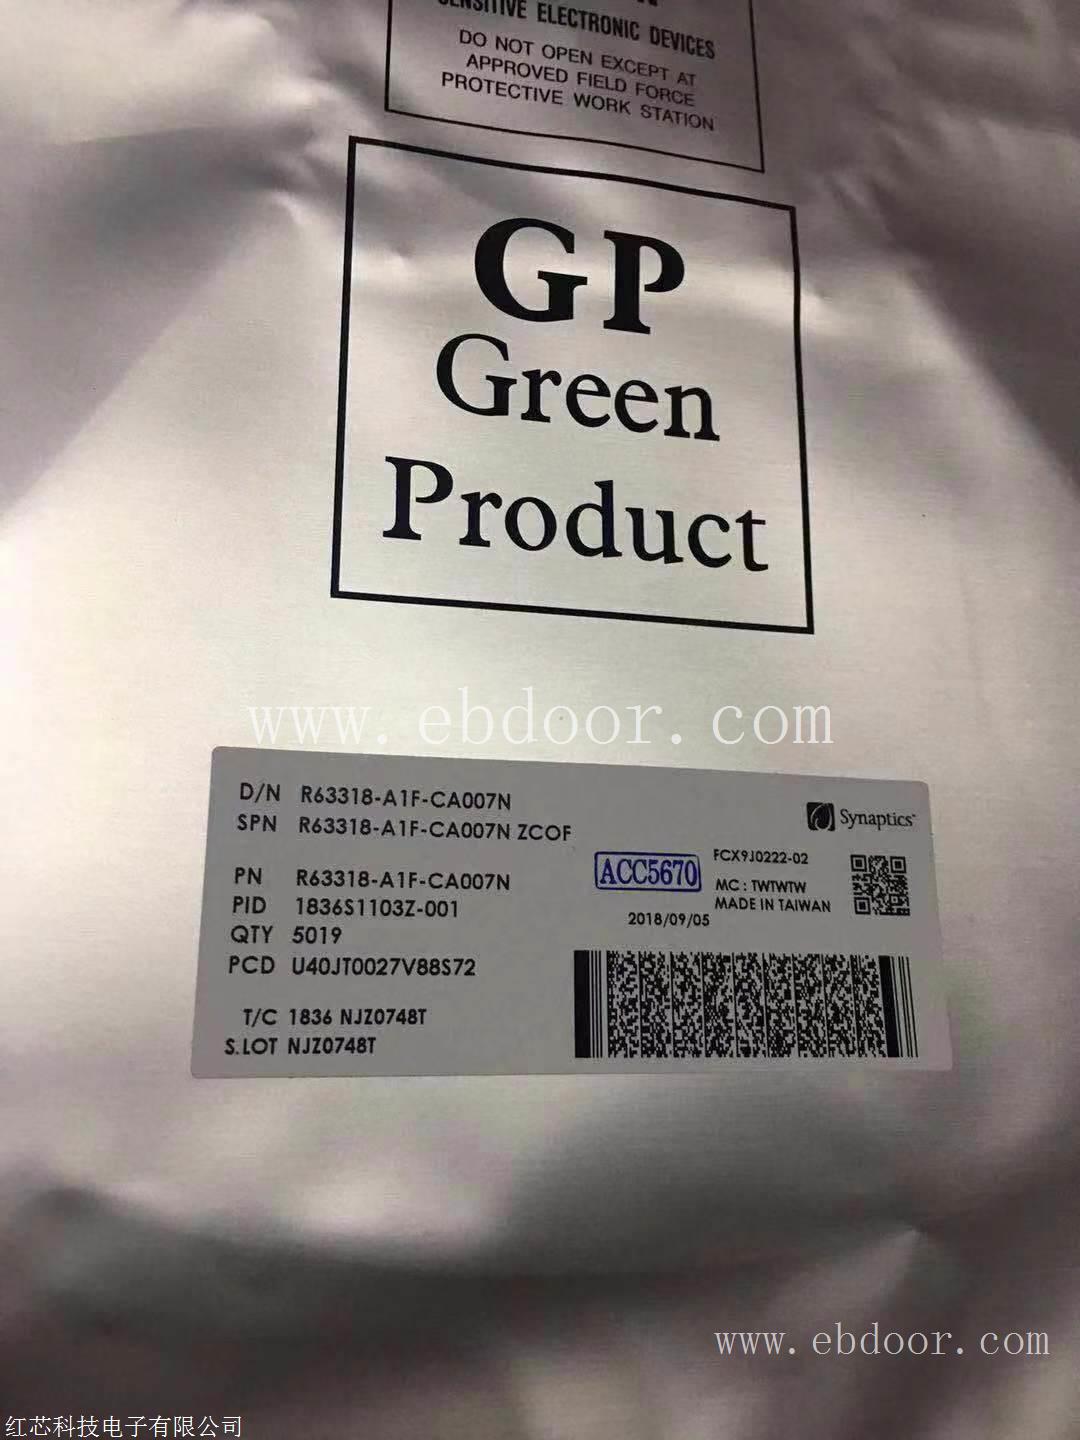 SENSITIVE ELECTRONIC DEVICES
DO NOT OPEN EXCEPT AT
APPROVED FIELD FORCE
PROTECTIVE WORK STATION
GP
Green
Product
www.ebdoor.com
D/N R63318-A1F-CA007N
SPN R63318-A1F-CA007N ZCOF
Synaptics
PN R63318-A1F-CA007N
PID 1836S1103Z-001
QTY 5019
PCD U40JT0027V88S72
ACC5670
2018/09/05
FCX9J0222-02
MC : TWTWTW
MADE IN TAIWAN
T/C 1836 NJZ0748T
S.LOT NJZ0748T
www.ebdoor.com
红芯科技电子有限公司